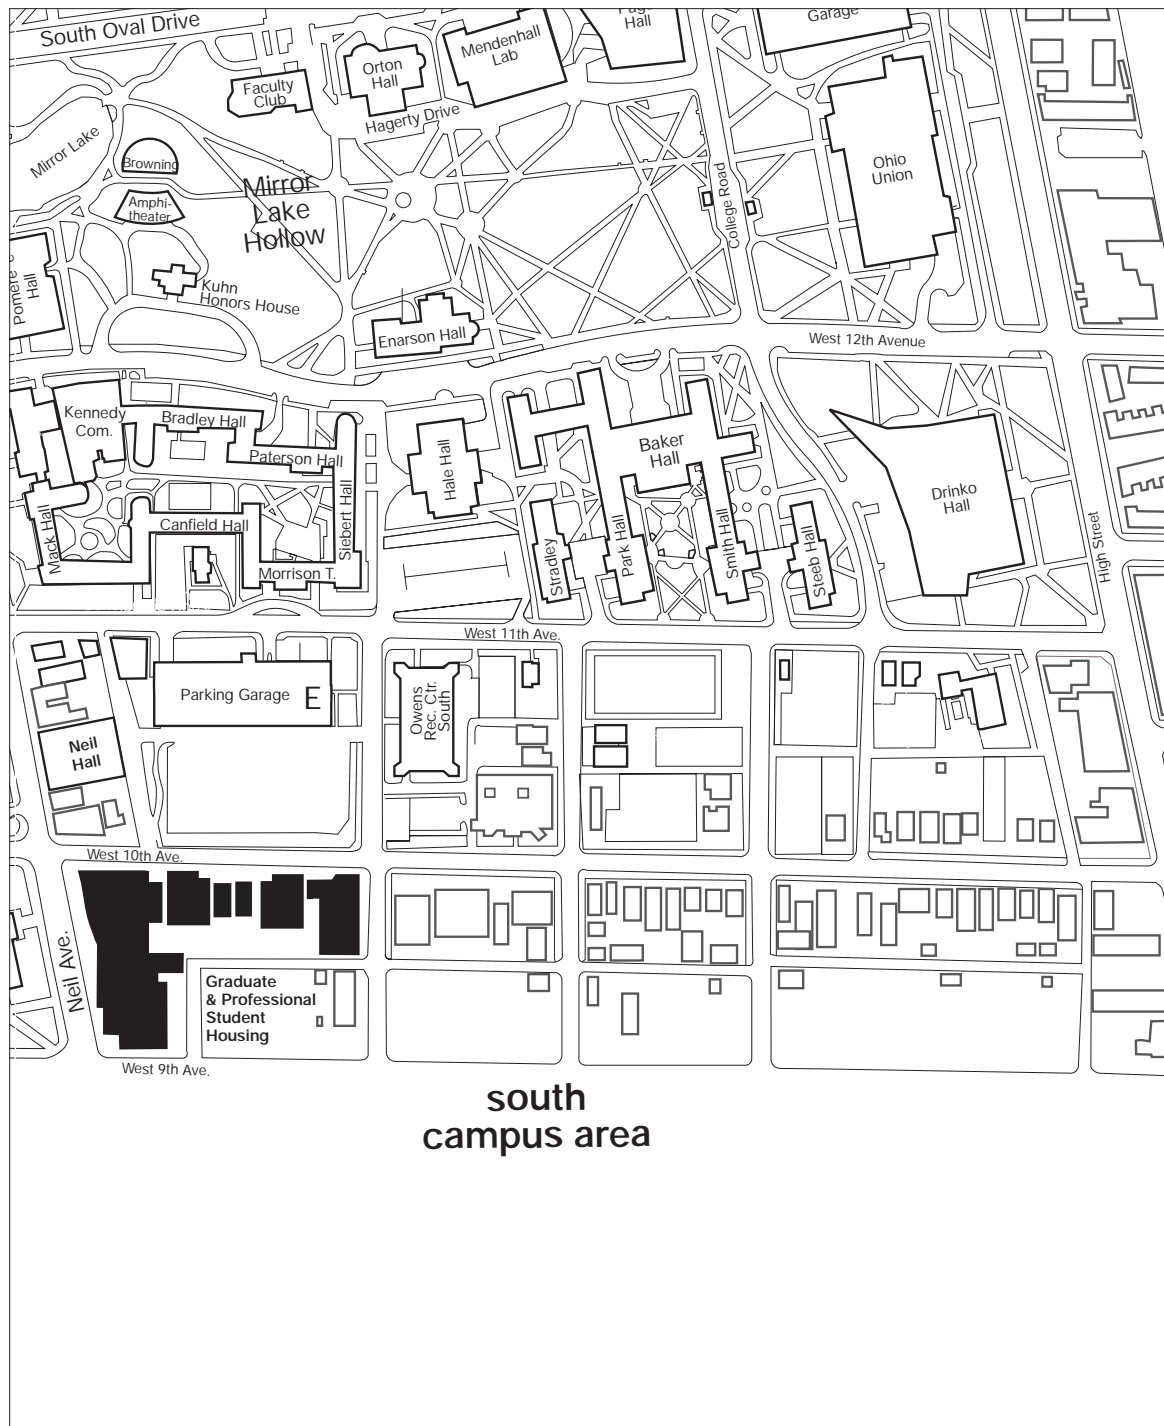 South Oval Drive
Hall
Garage
Mendenhall
Lab
Orton
Hall
Faculty
Club
Hagerty Drive
Mirror Lake
Browning
Amphi-
theater
Mirror
Lake
Hollow
Ohio
Union
College Road
Kuhn
Honors House
Hall
Enarson Hall
West 12th Avenue
Kennedy
Com.
Bradley Hall
Paterson Hall
Hale Hall
Baker
Hall
Drinko
Hall
Mack Hall
Canfield Hall
Siebert Hall
Morrison T.
Stradley
Park Hall
Smith Hall
Steeb Hall
High Street
West 11th Ave.
Parking Garage
E
Owens
Rec. Ctr.
South
Neil
Hall
West 10th Ave.
Neil Ave.
Graduate
& Professional
Student
Housing
West 9th Ave.
south
campus area